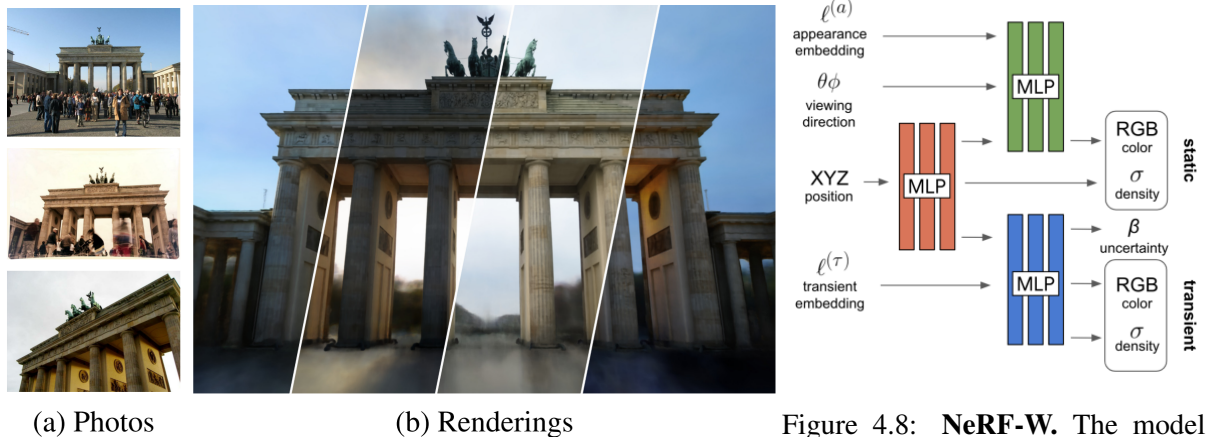 (a) Photos
(b) Renderings
ℓ(a)
appearance
embedding
θϕ
viewing
direction
XYZ
position
ℓ(τ)
transient
embedding
MLP
MLP
MLP
RGB
color
σ
density
static
β
uncertainty
RGB
color
σ
density
transient
Figure 4.8: NeRF-W. The model